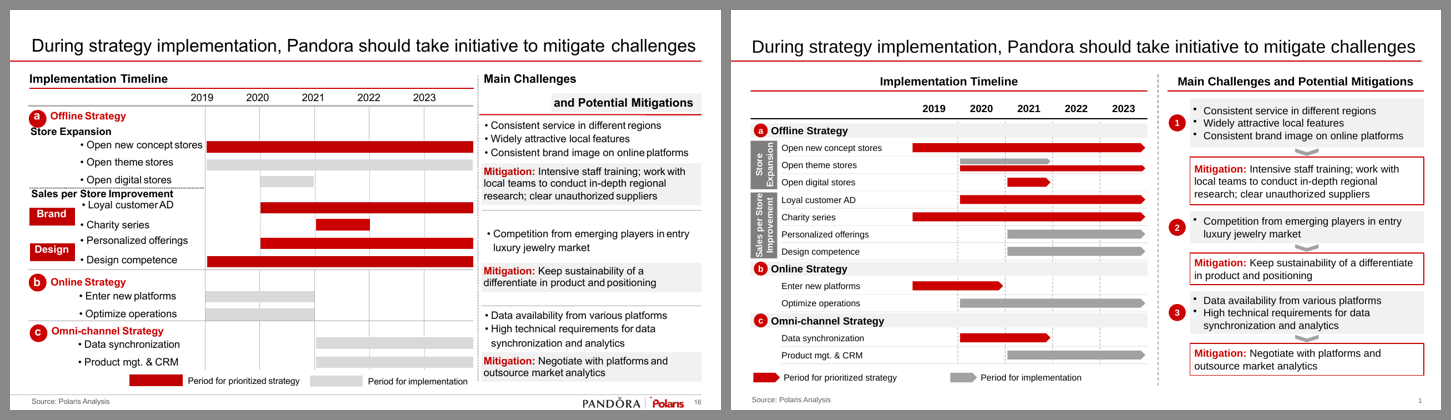 During strategy implementation, Pandora should take initiative to mitigate challenges
Implementation Timeline
2019 2020 2021 2022 2023
a Offline Strategy
Store Expansion
• Open new concept stores
• Open theme stores
• Open digital stores
Sales per Store Improvement
Brand
• Loyal customer AD
• Charity series
Design
• Personalized offerings
• Design competence
b Online Strategy
• Enter new platforms
• Optimize operations
c Omni-channel Strategy
• Data synchronization
• Product mgt. & CRM
Period for prioritized strategy
Period for implementation
Main Challenges
and Potential Mitigations
• Consistent service in different regions
• Widely attractive local features
• Consistent brand image on online platforms
Mitigation: Intensive staff training; work with
local teams to conduct in-depth regional
research; clear unauthorized suppliers
• Competition from emerging players in entry
luxury jewelry market
Mitigation: Keep sustainability of a
differentiate in product and positioning
• Data availability from various platforms
• High technical requirements for data
synchronization and analytics
Mitigation: Negotiate with platforms and
outsource market analytics
Source: Polaris Analysis
PANDÖRA
Polaris
16
During strategy implementation, Pandora should take initiative to mitigate challenges
Implementation Timeline
2019 2020 2021 2022 2023
a Offline Strategy
Store
Expansion
Open new concept stores
Open theme stores
Open digital stores
Sales per Store
Improvement
Loyal customer AD
Charity series
Personalized offerings
Design competence
b Online Strategy
Enter new platforms
Optimize operations
c Omni-channel Strategy
Data synchronization
Product mgt. & CRM
Period for prioritized strategy
Period for implementation
Main Challenges and Potential Mitigations
1
• Consistent service in different regions
• Widely attractive local features
• Consistent brand image on online platforms
Mitigation: Intensive staff training; work with
local teams to conduct in-depth regional
research; clear unauthorized suppliers
2
• Competition from emerging players in entry
luxury jewelry market
Mitigation: Keep sustainability of a differentiate
in product and positioning
3
• Data availability from various platforms
• High technical requirements for data
synchronization and analytics
Mitigation: Negotiate with platforms and
outsource market analytics
Source: Polaris Analysis
1